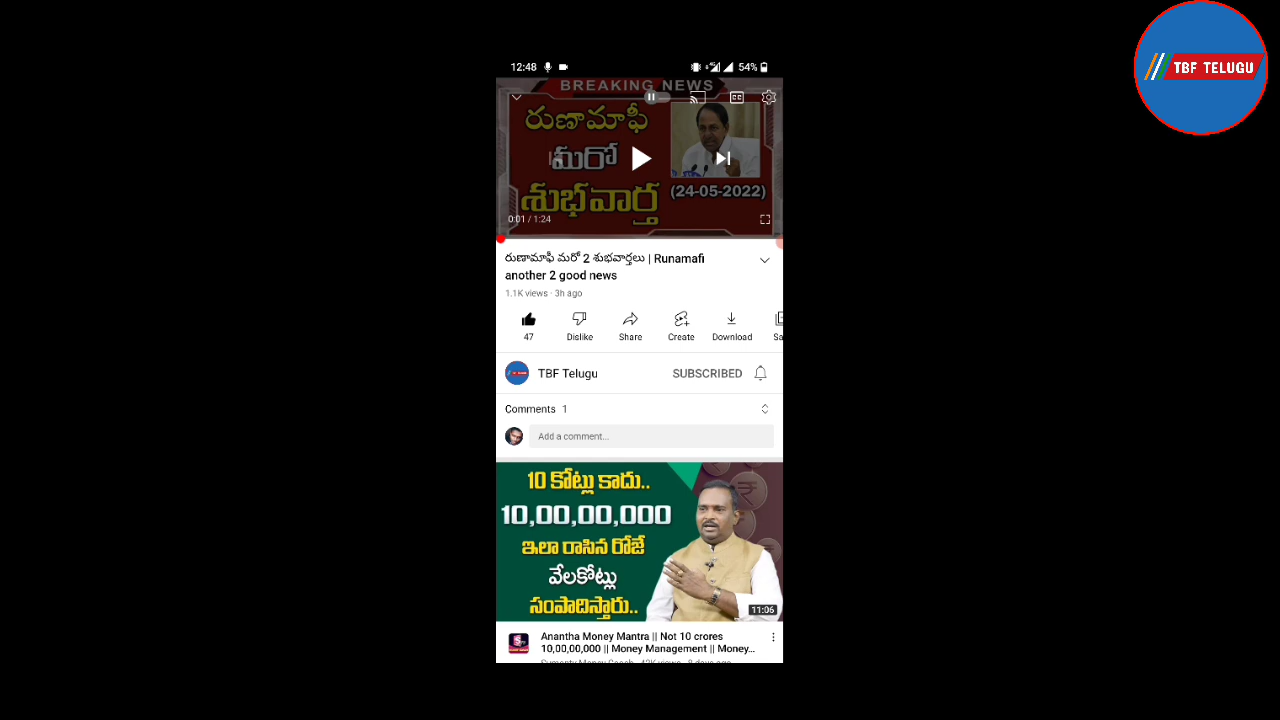 TBF TELUGU
12:48
54%
BREAKING NEWS
రుణామాఫీ
మరో
శుభవార్త
(24-05-2022)
0:01 / 1:24
రుణామాఫీ మరో 2 శుభవార్తలు | Runamafi
another 2 good news
1.1K views · 3h ago
47
Dislike
Share
Create
Download
Sa
TBF Telugu
SUBSCRIBED
Comments 1
Add a comment...
10 కోట్లు కాదు..
10,00,00,000
ఇలా రాసిన రోజే
వేలకోట్లు
సంపాదిస్తారు..
11:06
Anantha Money Mantra || Not 10 crores
10,00,00,000 || Money Management || Money...